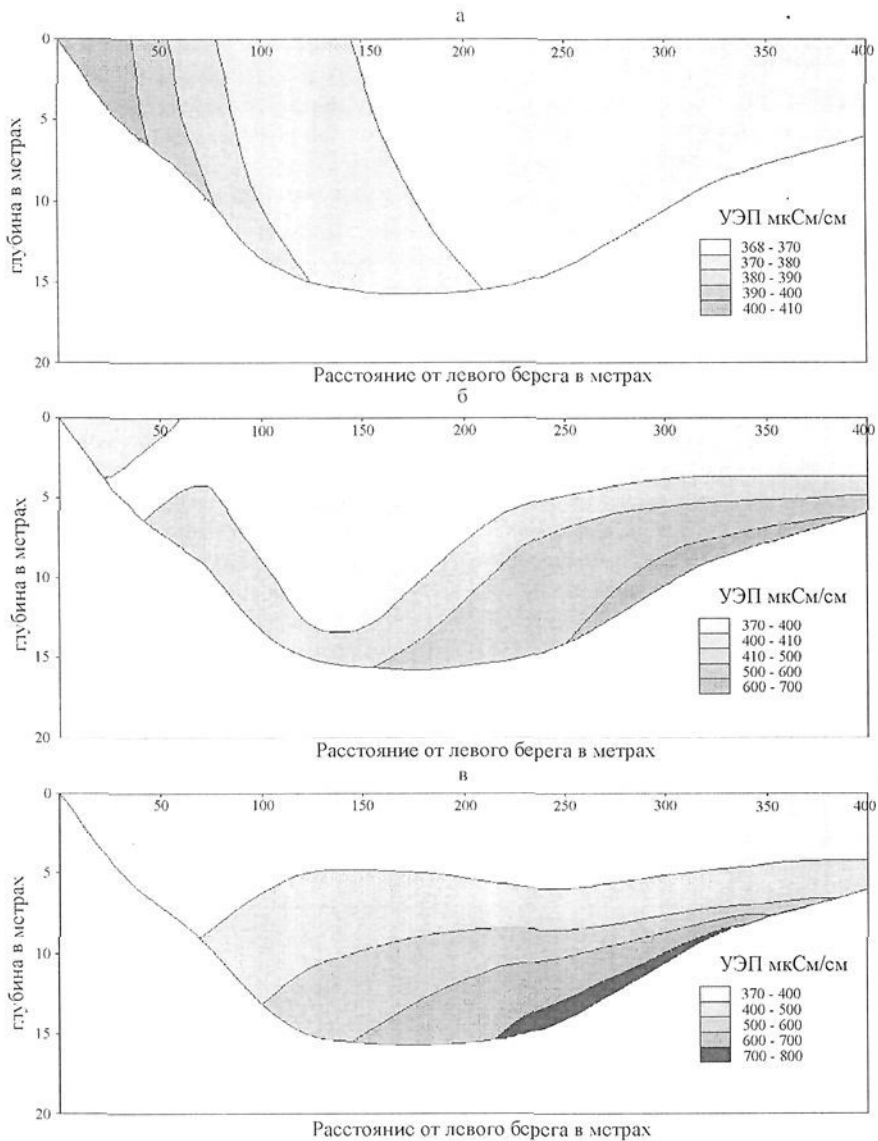 а
0 50 100 150 200 250 300 350 400
0
5
10
15
20
глубина в метрах
УЭП мкСм/см
368 - 370
370 - 380
380 - 390
390 - 400
400 - 410
Расстояние от левого берега в метрах
б
0 50 100 150 200 250 300 350 400
5
10
15
20
глубина в метрах
УЭП мкСм/см
370 - 400
400 - 410
410 - 500
500 - 600
600 - 700
Расстояние от левого берега в метрах
в
0 50 100 150 200 250 300 350 400
5
10
15
20
глубина в метрах
УЭП мкСм/см
370 - 400
400 - 500
500 - 600
600 - 700
700 - 800
Расстояние от левого берега в метрах